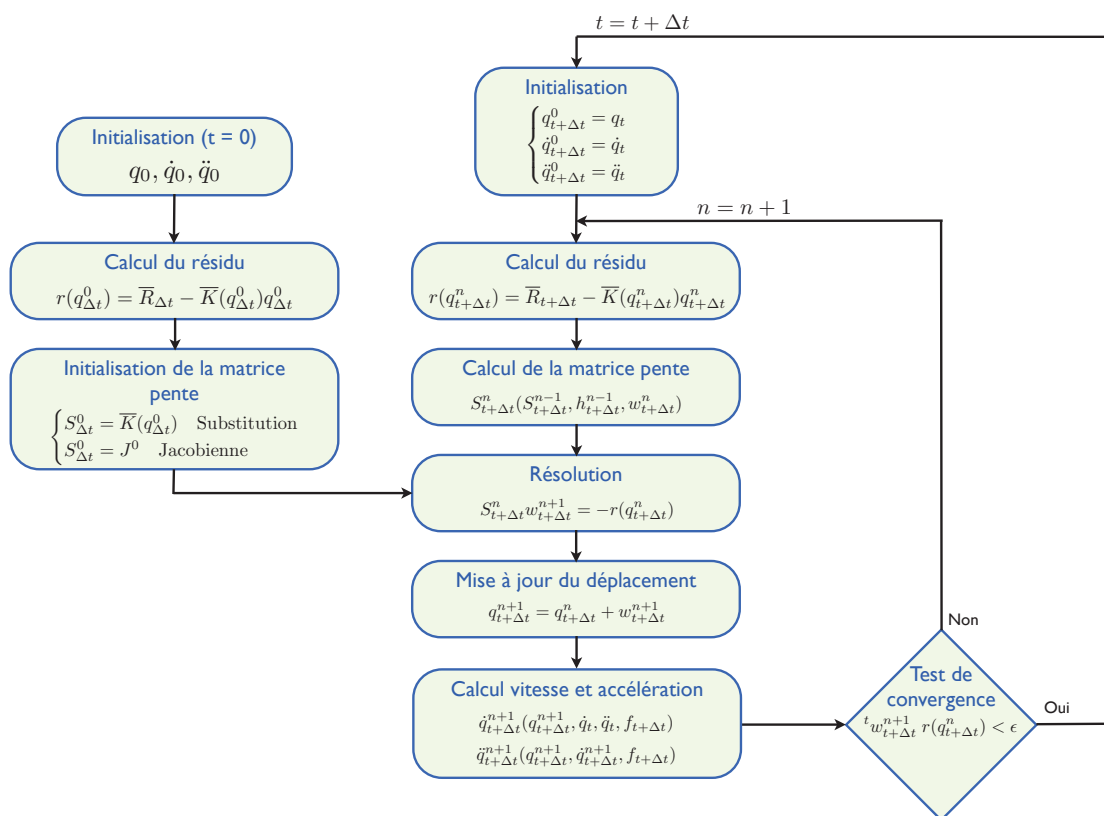 t = t + Δt
Initialisation
{ q^0_{t+Δt} = q_t
q̇^0_{t+Δt} = q̇_t
q̈^0_{t+Δt} = q̈_t
Initialisation (t = 0)
q_0, q̇_0, q̈_0
n = n + 1
Calcul du résidu
r(q^0_{Δt}) = R̅_{Δt} − K̅(q^0_{Δt})q^0_{Δt}
Calcul du résidu
r(q^n_{t+Δt}) = R̅_{t+Δt} − K̅(q^n_{t+Δt})q^n_{t+Δt}
Initialisation de la matrice
pente
{ S^0_{Δt} = K̅(q^0_{Δt}) Substitution
S^0_{Δt} = J^0 Jacobienne
Calcul de la matrice pente
S^n_{t+Δt}(S^{n−1}_{t+Δt}, h^{n−1}_{t+Δt}, w^n_{t+Δt})
Résolution
S^n_{t+Δt}w^{n+1}_{t+Δt} = −r(q^n_{t+Δt})
Mise à jour du déplacement
q^{n+1}_{t+Δt} = q^n_{t+Δt} + w^{n+1}_{t+Δt}
Calcul vitesse et accélération
q̇^{n+1}_{t+Δt}(q^{n+1}_{t+Δt}, q̇_t, q̈_t, f_{t+Δt})
q̈^{n+1}_{t+Δt}(q^{n+1}_{t+Δt}, q̇^{n+1}_{t+Δt}, f_{t+Δt})
Non
Test de
convergence
^t w^{n+1}_{t+Δt} r(q^n_{t+Δt}) < ϵ
Oui